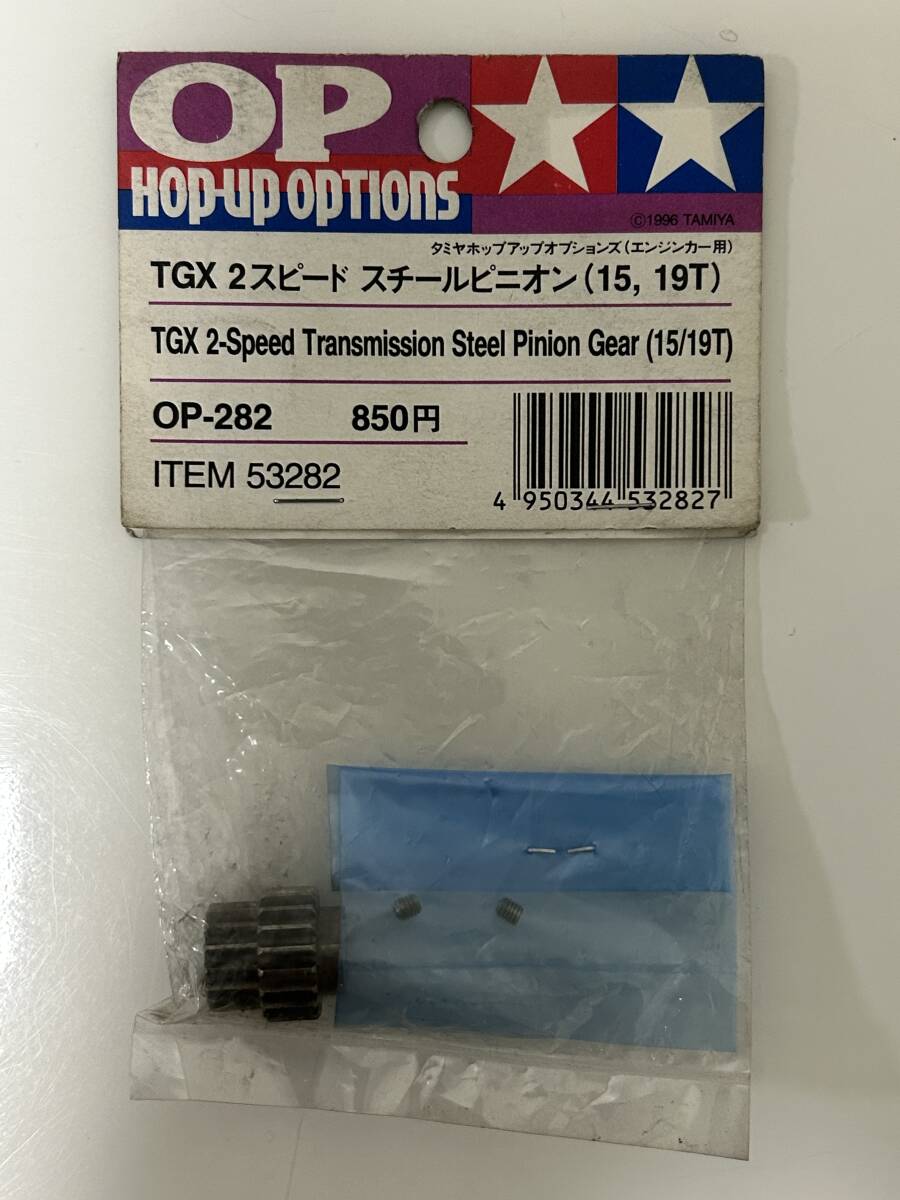 OP
HOP-UP OPTIONS
©1996 TAMIYA
タミヤホップアップオプションズ(エンジンカー用)
TGX 2スピード スチールピニオン(15, 19T)
TGX 2-Speed Transmission Steel Pinion Gear (15/19T)
OP-282 850円
ITEM 53282
4 950344 532827